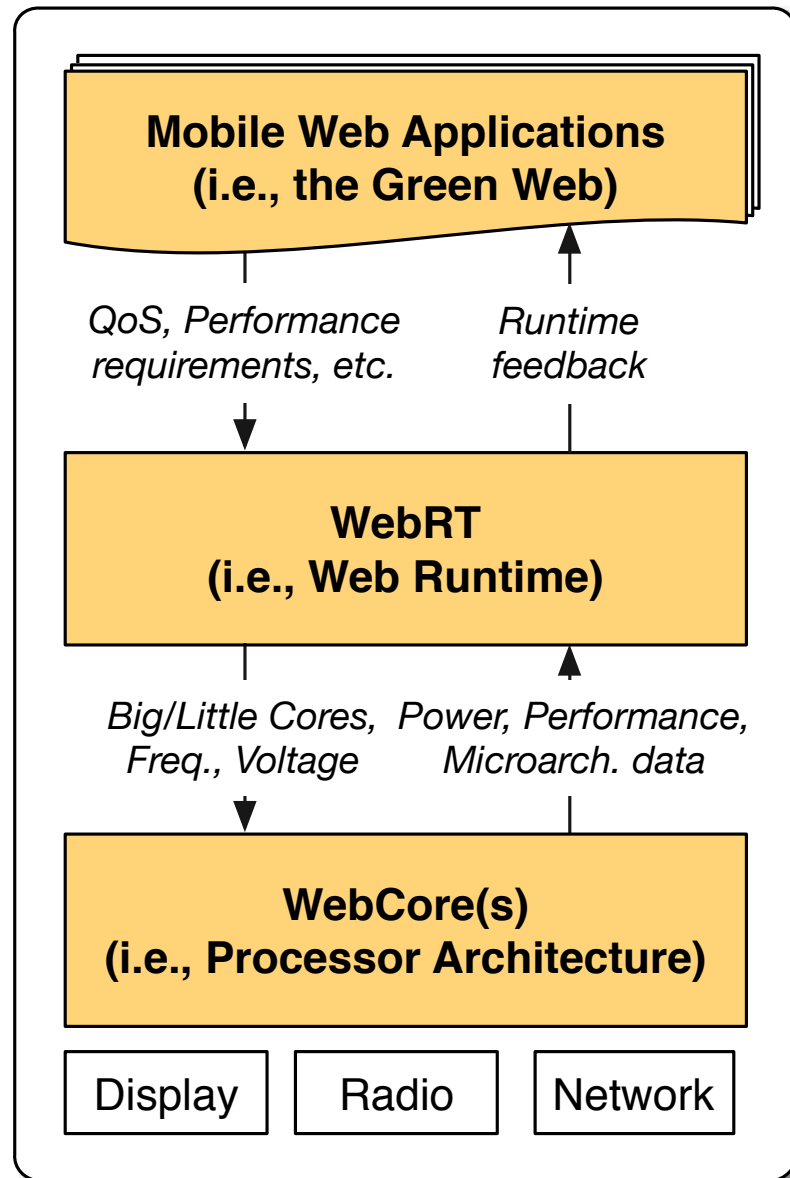 Mobile Web Applications
(i.e., the Green Web)
QoS, Performance
requirements, etc.
Runtime
feedback
WebRT
(i.e., Web Runtime)
Big/Little Cores,
Freq., Voltage
Power, Performance,
Microarch. data
WebCore(s)
(i.e., Processor Architecture)
Display
Radio
Network